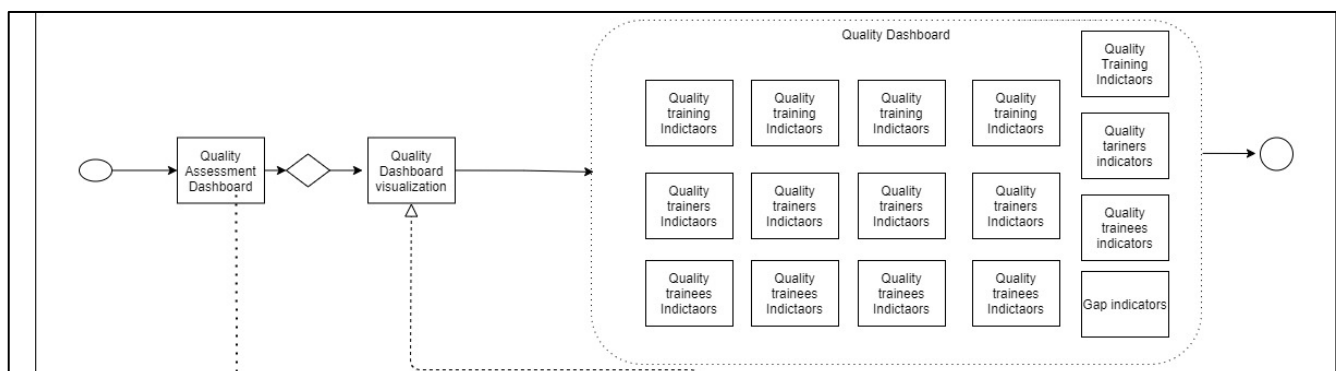 Quality
Assessment
Dashboard
Quality
Dashboard
visualization
Quality Dashboard
Quality
training
Indictaors
Quality
training
Indictaors
Quality
training
Indictaors
Quality
training
Indictaors
Quality
Training
Indictaors
Quality
trainers
Indictaors
Quality
trainers
Indictaors
Quality
trainers
Indictaors
Quality
trainers
Indictaors
Quality
tariners
indicators
Quality
trainees
Indictaors
Quality
trainees
Indictaors
Quality
trainees
Indictaors
Quality
trainees
Indictaors
Quality
trainees
indicators
Gap indicators